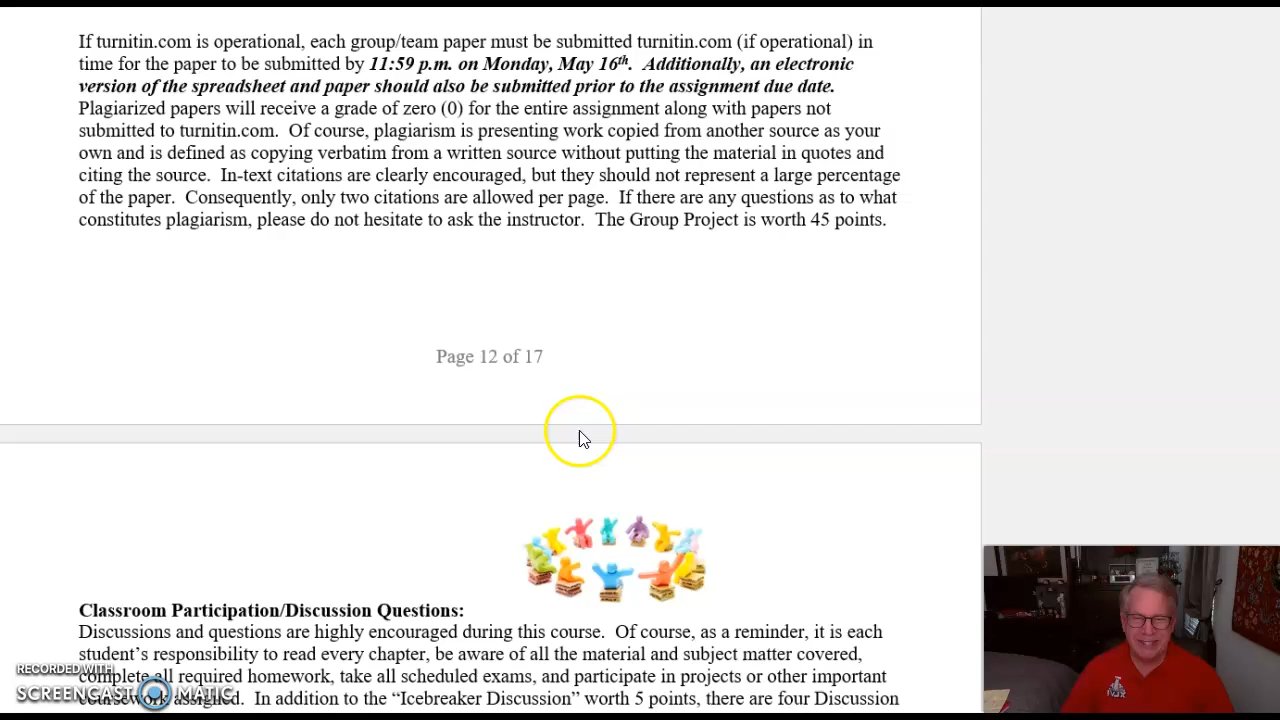 If turnitin.com is operational, each group/team paper must be submitted turnitin.com (if operational) in
time for the paper to be submitted by 11:59 p.m. on Monday, May 16th. Additionally, an electronic
version of the spreadsheet and paper should also be submitted prior to the assignment due date.
Plagiarized papers will receive a grade of zero (0) for the entire assignment along with papers not
submitted to turnitin.com. Of course, plagiarism is presenting work copied from another source as your
own and is defined as copying verbatim from a written source without putting the material in quotes and
citing the source. In-text citations are clearly encouraged, but they should not represent a large percentage
of the paper. Consequently, only two citations are allowed per page. If there are any questions as to what
constitutes plagiarism, please do not hesitate to ask the instructor. The Group Project is worth 45 points.
Page 12 of 17
Classroom Participation/Discussion Questions:
Discussions and questions are highly encouraged during this course. Of course, as a reminder, it is each
student's responsibility to read every chapter, be aware of all the material and subject matter covered,
complete all required homework, take all scheduled exams, and participate in projects or other important
coursework assigned. In addition to the “Icebreaker Discussion” worth 5 points, there are four Discussion
RECORDED WITH
SCREENCAST MATIC